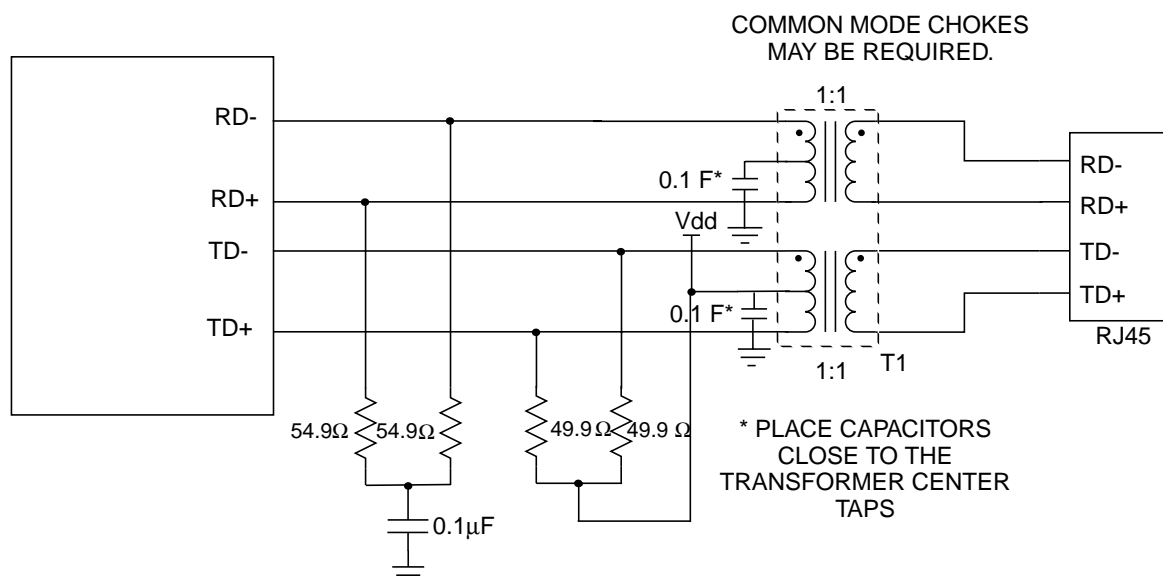 COMMON MODE CHOKES
MAY BE REQUIRED.
1:1
RD-
RD-
0.1 F*
RD+
RD+
Vdd
TD-
TD-
TD+
0.1 F*
TD+
RJ45
T1
1:1
54.9Ω
54.9Ω
49.9 Ω
49.9 Ω
* PLACE CAPACITORS
CLOSE TO THE
TRANSFORMER CENTER
TAPS
0.1µF